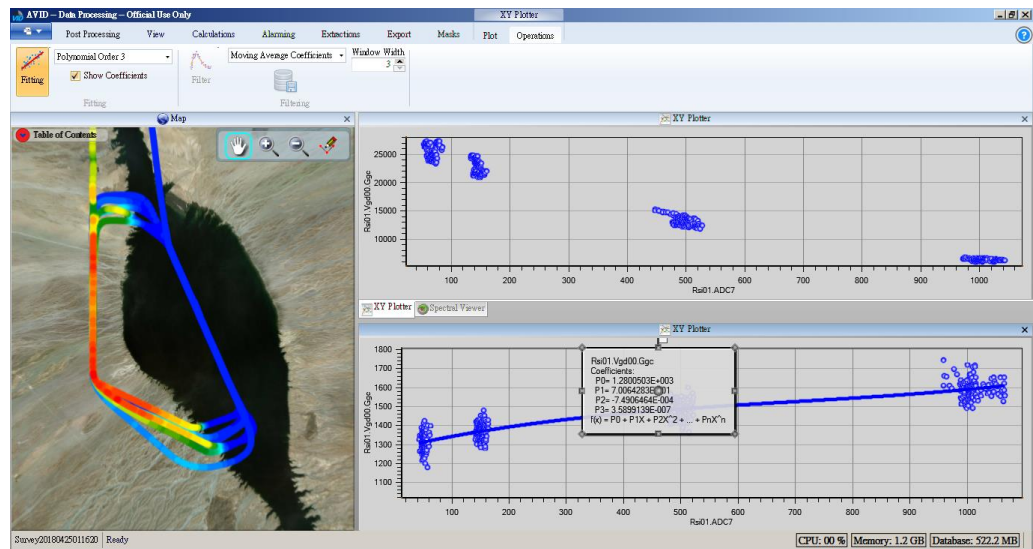 AVID – Data Processing – Official Use Only
XY Plotter
Post Processing View Calculations Alarming Extractions Export Masks Plot Operations
Polynomial Order 3
Moving Average Coefficients
Window Width
3
Show Coefficients
Fitting
Filter
Fitting
Filtering
Map
XY Plotter
Table of Contents
25000
20000
15000
10000
Rsi01.Vgd00.Ggc
100 200 300 400 500 600 700 800 900 1000
Rsi01.ADC7
XY Plotter Spectral Viewer
XY Plotter
1800
1700
1600
1500
1400
1300
1200
1100
Rsi01.Vgd00.Ggc
Rsi01.Vgd00.Ggc
Coefficients:
P0= 1.2800503E+003
P1= 7.0064283E-001
P2= -7.4906464E-004
P3= 3.5899139E-007
f(x) = P0 + P1X + P2X^2 + ... + PnX^n
100 200 300 400 500 600 700 800 900 1000
Rsi01.ADC7
Survey20180425011620 Ready
CPU: 00 % Memory: 1.2 GB Database: 522.2 MB